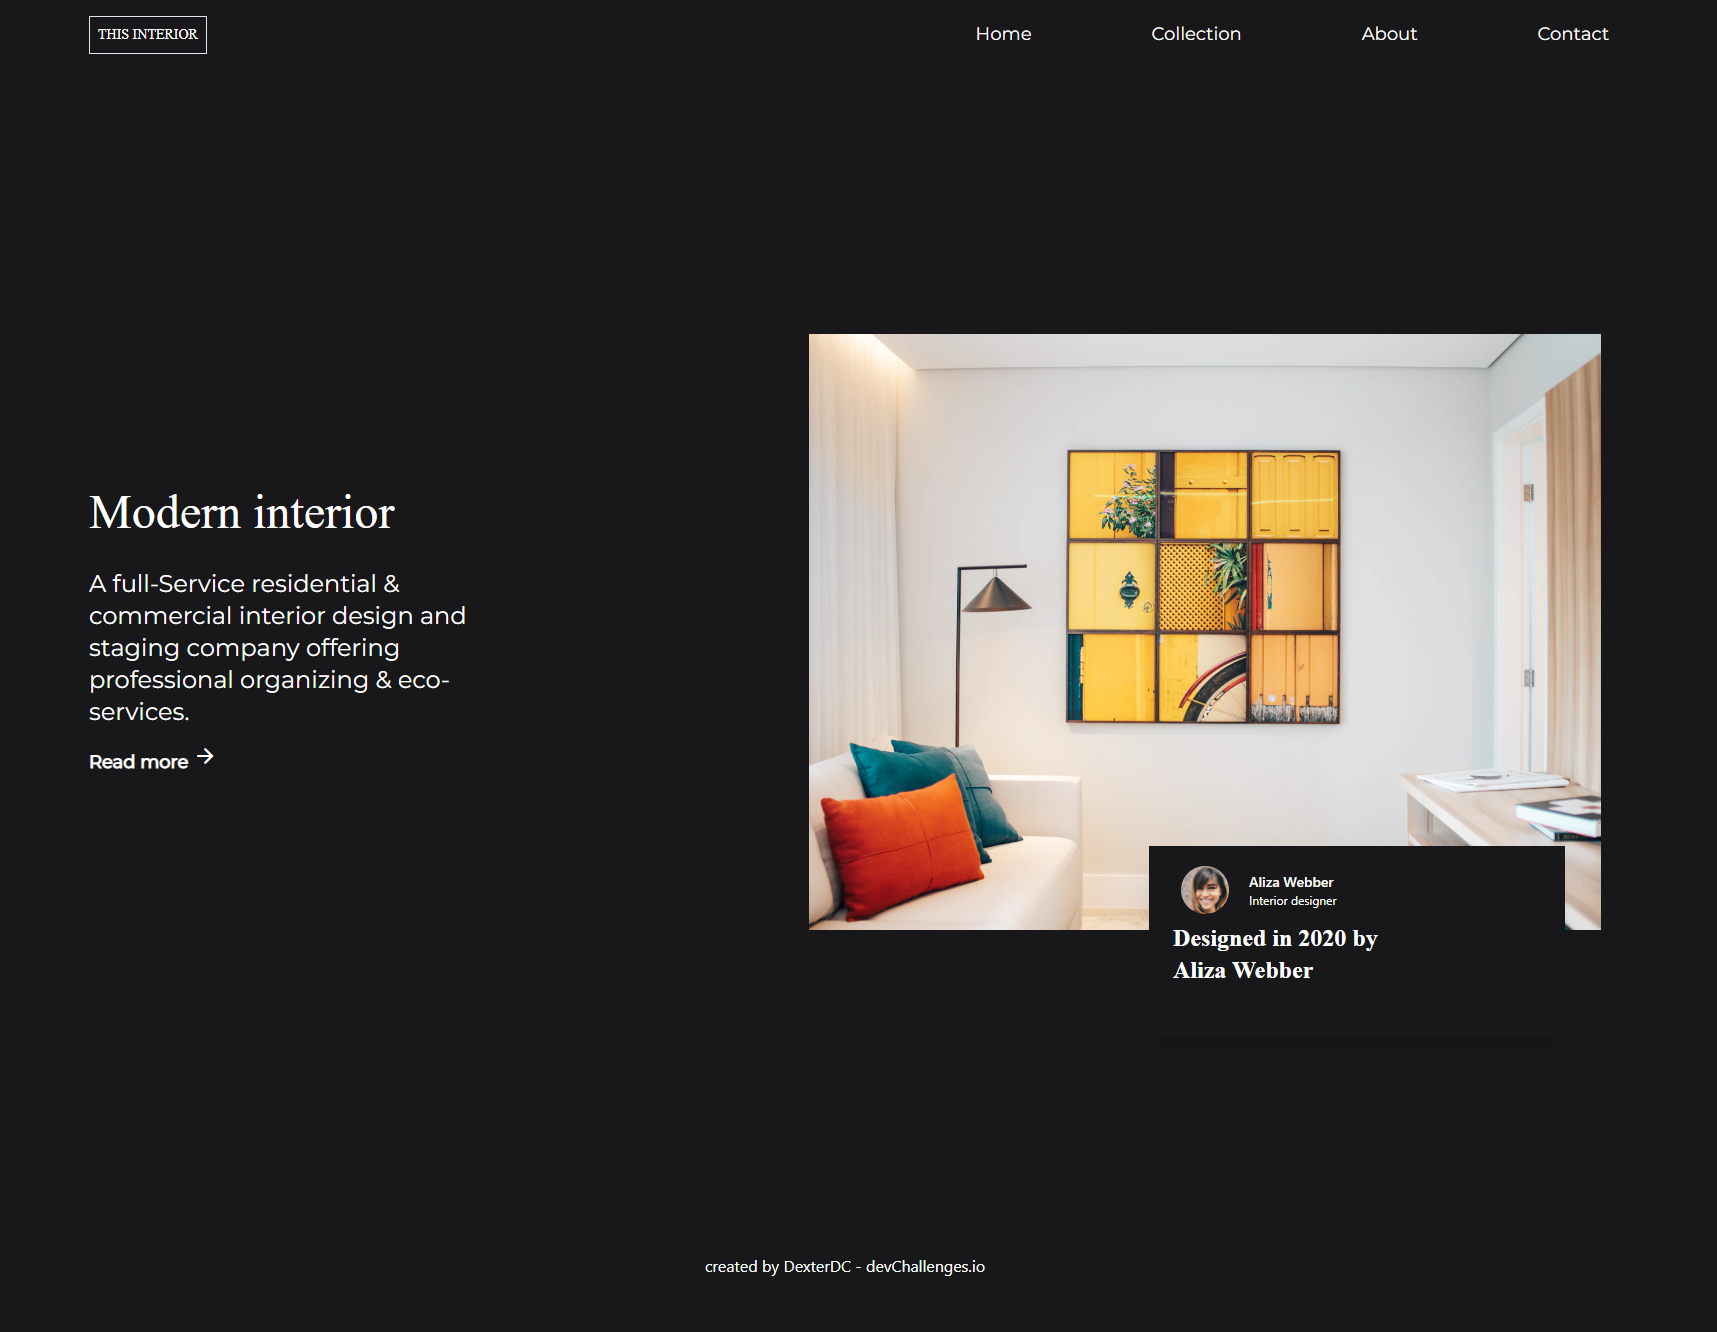 THIS INTERIOR
Home
Collection
About
Contact
Modern interior
A full-Service residential &
commercial interior design and
staging company offering
professional organizing & eco-
services.
Read more
Aliza Webber
Interior designer
Designed in 2020 by
Aliza Webber
created by DexterDC - devChallenges.io